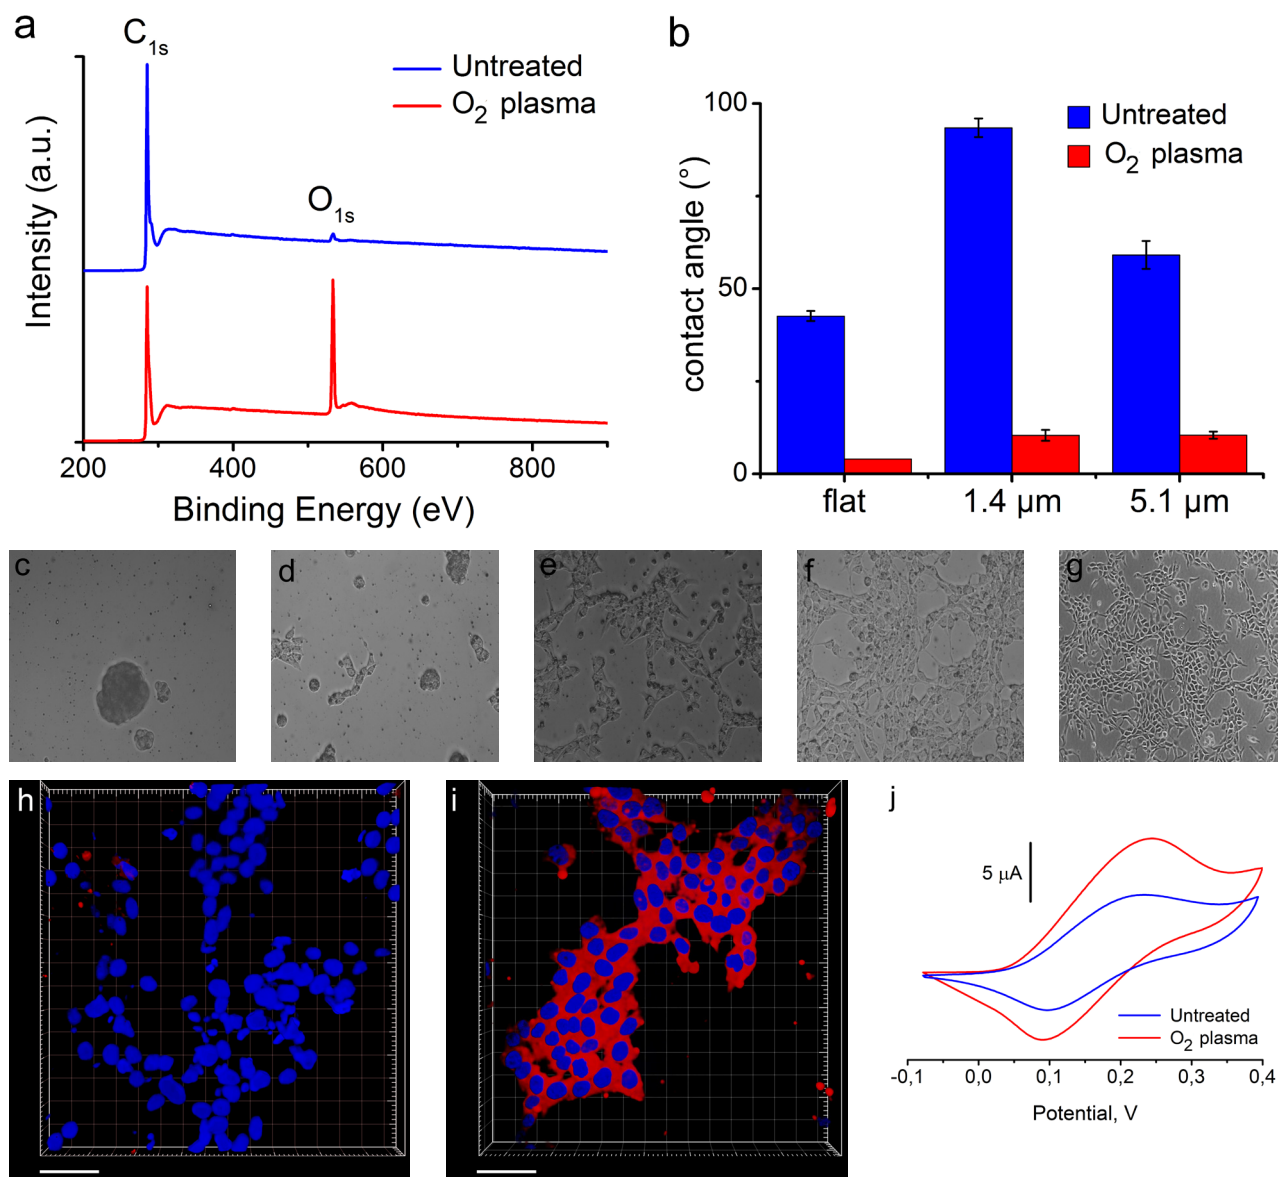 a
C1s
Untreated
O2 plasma
O1s
Intensity (a.u.)
200
400
600
800
Binding Energy (eV)
b
100
50
0
contact angle (°)
Untreated
O2 plasma
flat
1.4 µm
5.1 µm
c
d
e
f
g
h
i
j
5 µA
Untreated
O2 plasma
-0,1
0,0
0,1
0,2
0,3
0,4
Potential, V